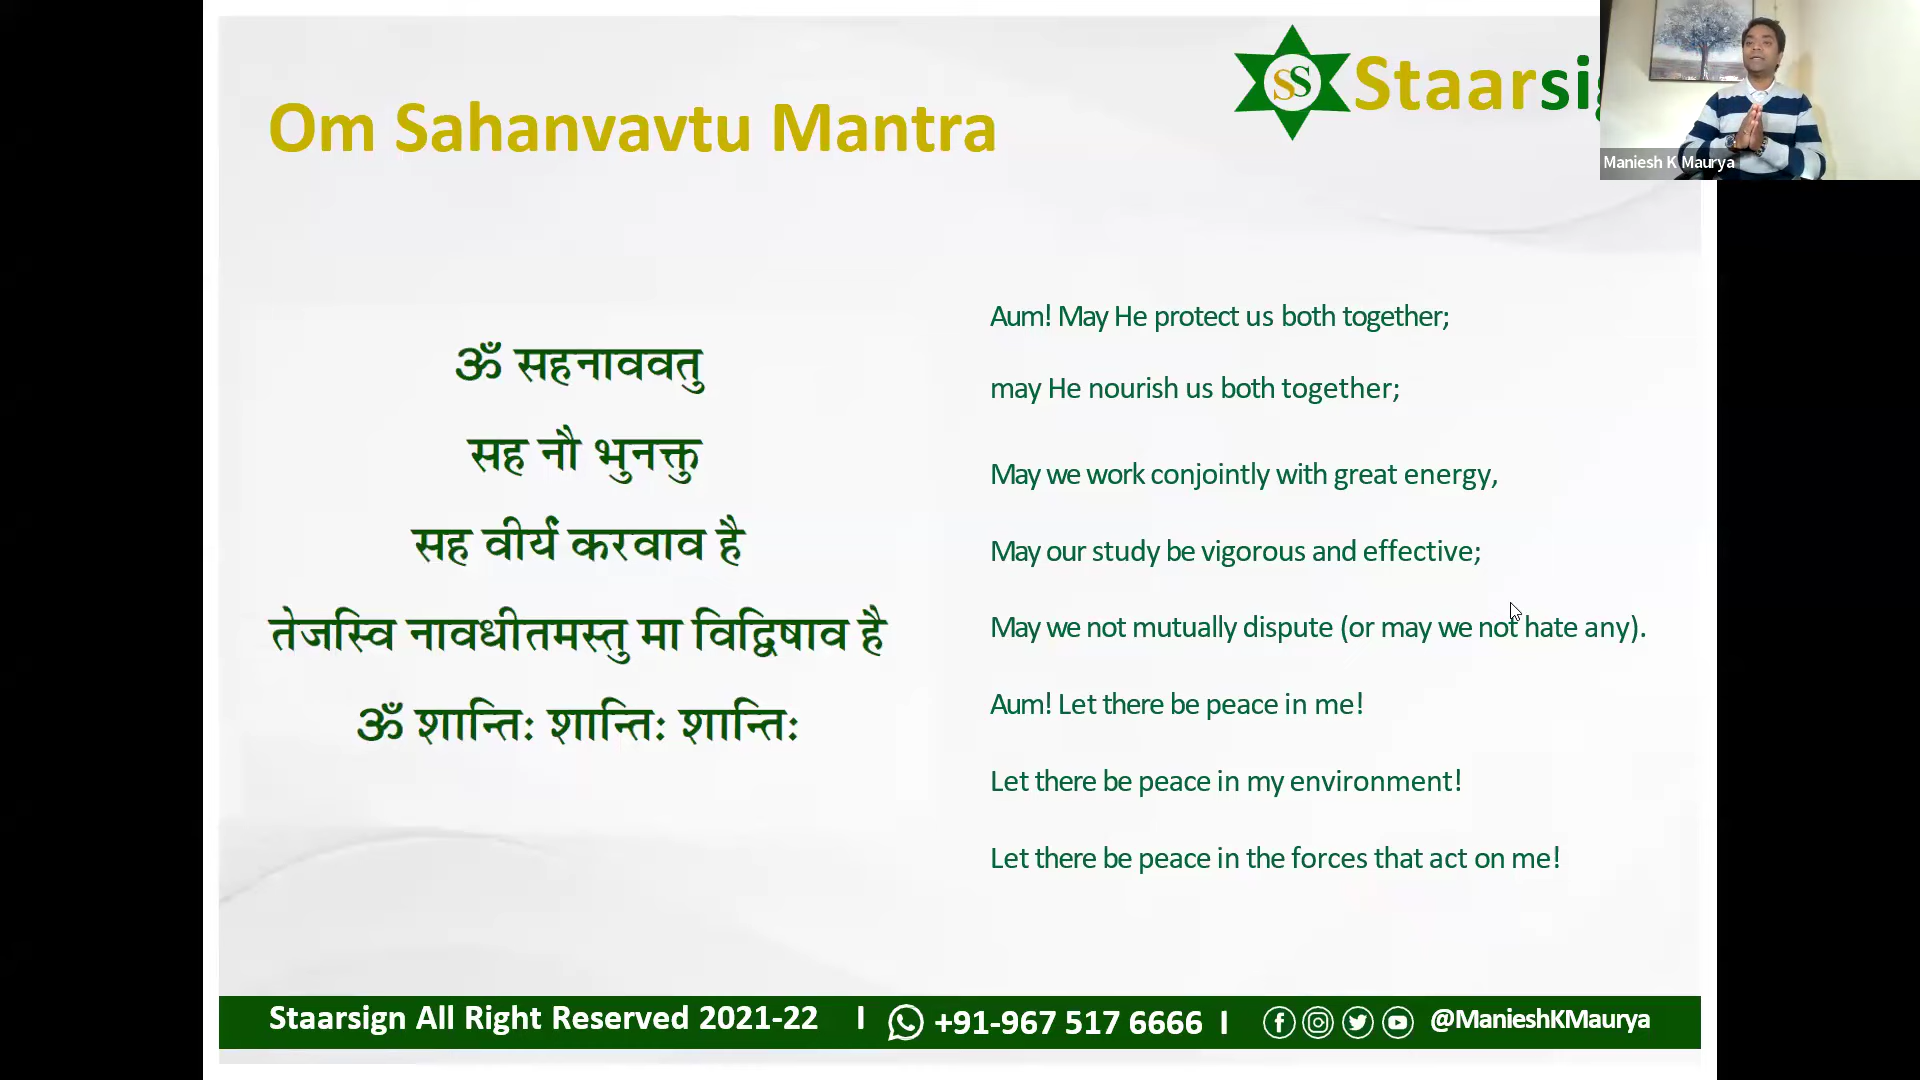 Om Sahanvavtu Mantra
SS
Staarsi
Maniesh K Maurya
ॐ सहनाववतु
सह नौ भुनक्तु
सह वीर्यं करवाव है
तेजस्वि नावधीतमस्तु मा विद्विषाव है
ॐ शान्तिः शान्तिः शान्तिः
Aum! May He protect us both together;
may He nourish us both together;
May we work conjointly with great energy,
May our study be vigorous and effective;
May we not mutually dispute (or may we not hate any).
Aum! Let there be peace in me!
Let there be peace in my environment!
Let there be peace in the forces that act on me!
Staarsign All Right Reserved 2021-22 I +91-967 517 6666 I @ManieshKMaurya